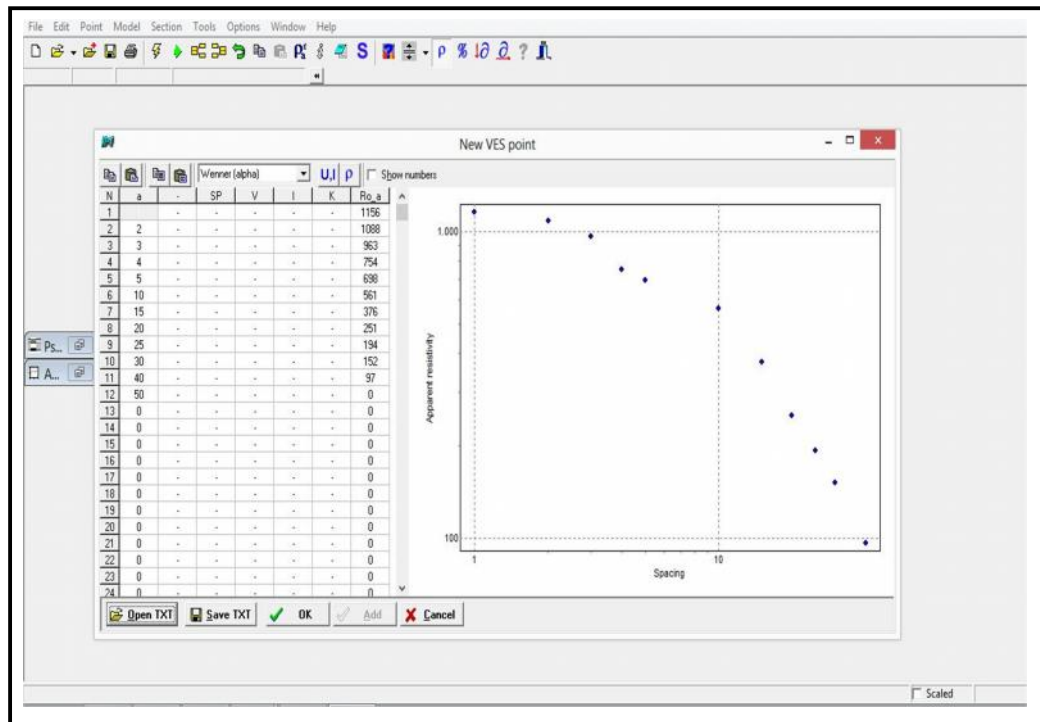 File Edit Point Model Section Tools Options Window Help
S ρ % ?
New VES point
Wenner (alpha) U,I ρ Show numbers
N a - SP V I K Ro_a
1 - - - - - 1156
2 2 - - - - - 1088
3 3 - - - - - 963
4 4 - - - - - 754
5 5 - - - - - 698
6 10 - - - - - 561
7 15 - - - - - 376
8 20 - - - - - 251
9 25 - - - - - 194
10 30 - - - - - 152
11 40 - - - - - 97
12 50 - - - - - 0
13 0 - - - - - 0
14 0 - - - - - 0
15 0 - - - - - 0
16 0 - - - - - 0
17 0 - - - - - 0
18 0 - - - - - 0
19 0 - - - - - 0
20 0 - - - - - 0
21 0 - - - - - 0
22 0 - - - - - 0
23 0 - - - - - 0
24 0 - - - - - 0
Ps...
A...
1.000
100
Apparent resistivity
1 10
Spacing
Open TXT Save TXT OK Add Cancel
Scaled